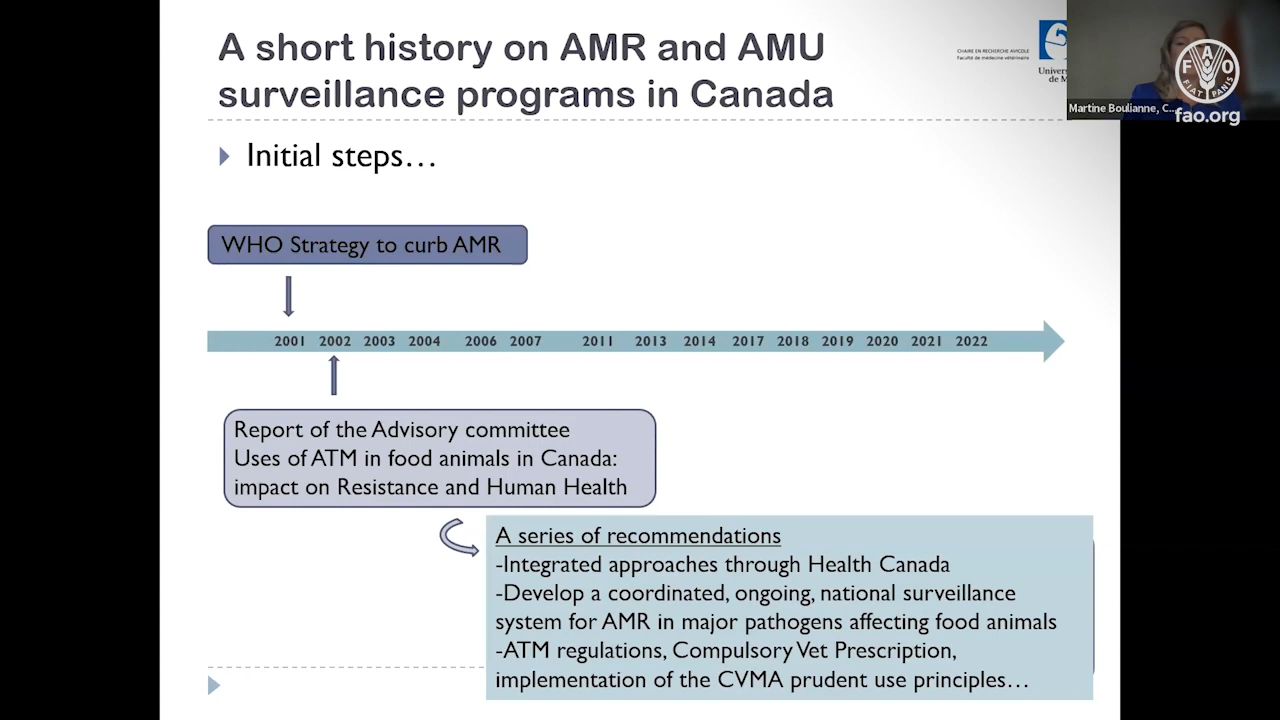 A short history on AMR and AMU
surveillance programs in Canada
CHAIRE EN RECHERCHE AVICOLE
Faculté de médecine vétérinaire
Univers
de M
F A O
FIAT PANIS
Martine Boulianne, C...
fao.org
Initial steps...
WHO Strategy to curb AMR
2001 2002 2003 2004 2006 2007 2011 2013 2014 2017 2018 2019 2020 2021 2022
Report of the Advisory committee
Uses of ATM in food animals in Canada:
impact on Resistance and Human Health
A series of recommendations
-Integrated approaches through Health Canada
-Develop a coordinated, ongoing, national surveillance
system for AMR in major pathogens affecting food animals
-ATM regulations, Compulsory Vet Prescription,
implementation of the CVMA prudent use principles...